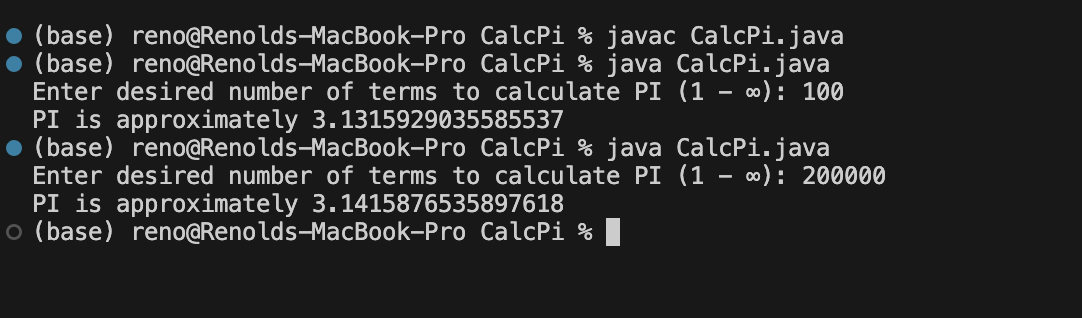 (base) reno@Renolds-MacBook-Pro CalcPi % javac CalcPi.java
(base) reno@Renolds-MacBook-Pro CalcPi % java CalcPi.java
Enter desired number of terms to calculate PI (1 - ∞): 100
PI is approximately 3.1315929035585537
(base) reno@Renolds-MacBook-Pro CalcPi % java CalcPi.java
Enter desired number of terms to calculate PI (1 - ∞): 200000
PI is approximately 3.1415876535897618
(base) reno@Renolds-MacBook-Pro CalcPi %